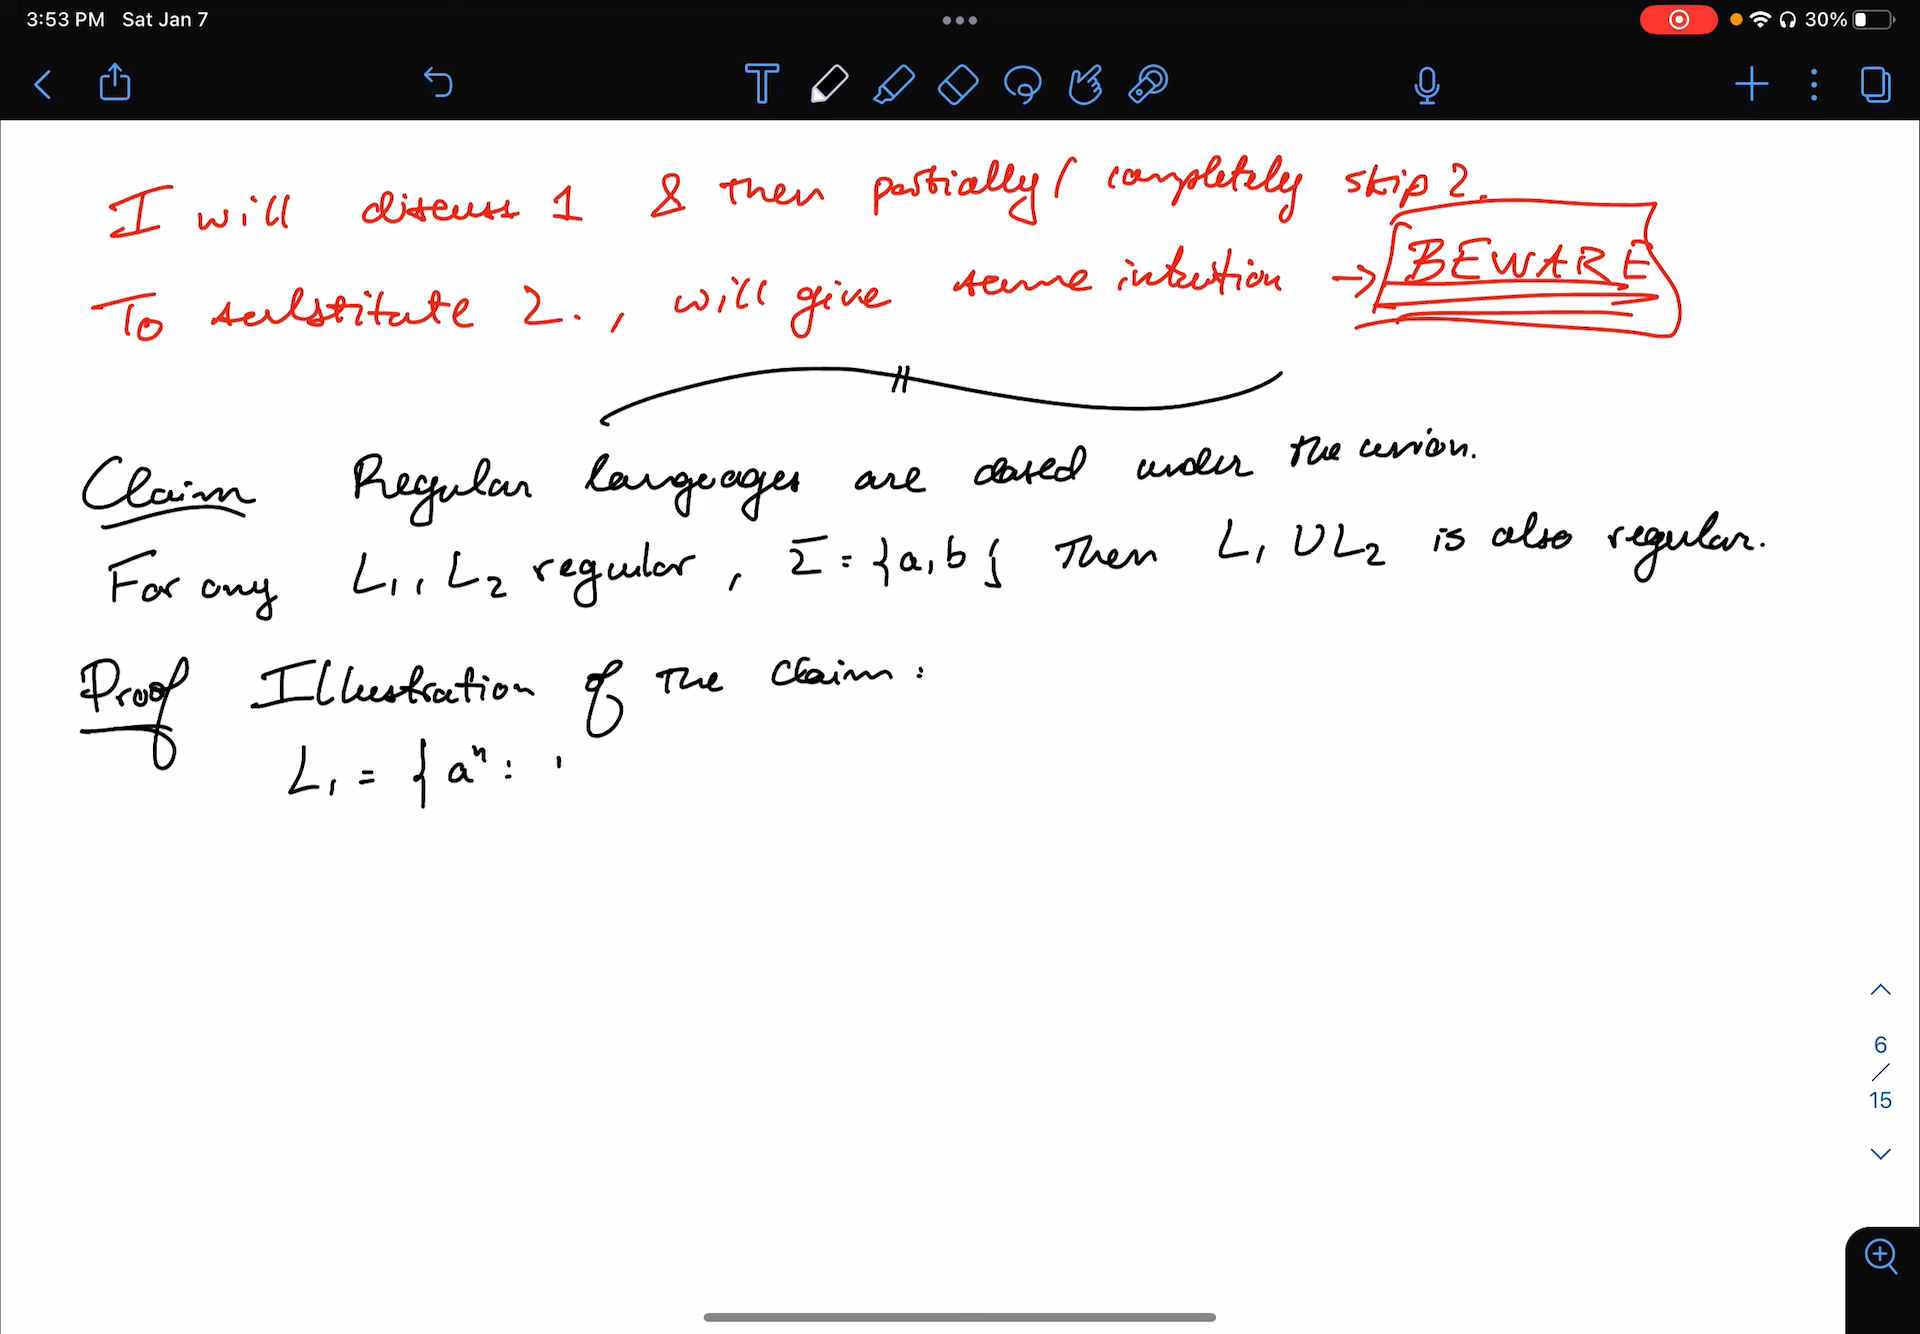 3:53 PM Sat Jan 7
30%
I will discuss 1 & then partially/ completely skip 2.
To substitute 2., will give some intuition → BEWARE
Claim Regular languages are closed under the union.
For any L₁, L₂ regular, Σ = {a, b} then L₁ ∪ L₂ is also regular.
Proof Illustration of the claim:
L₁ = { aⁿ :
6
/
15